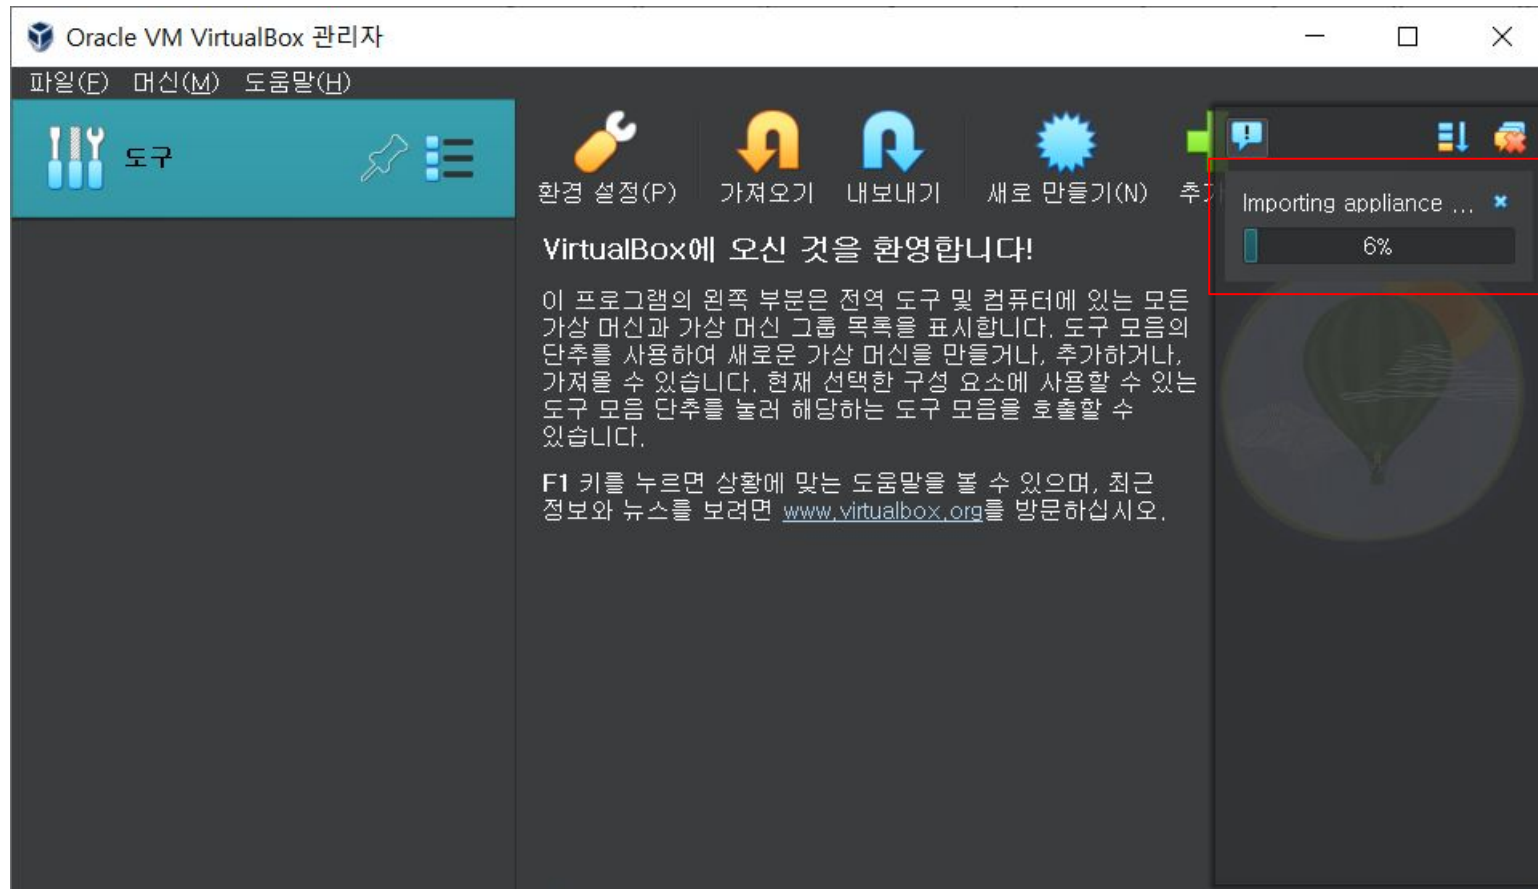 Oracle VM VirtualBox 관리자
파일(F) 머신(M) 도움말(H)
도구
환경 설정(P)
가져오기
내보내기
새로 만들기(N)
Importing appliance ...
6%
VirtualBox에 오신 것을 환영합니다!
이 프로그램의 왼쪽 부분은 전역 도구 및 컴퓨터에 있는 모든
가상 머신과 가상 머신 그룹 목록을 표시합니다. 도구 모음의
단추를 사용하여 새로운 가상 머신을 만들거나, 추가하거나,
가져올 수 있습니다. 현재 선택한 구성 요소에 사용할 수 있는
도구 모음 단추를 눌러 해당하는 도구 모음을 호출할 수
있습니다.
F1 키를 누르면 상황에 맞는 도움말을 볼 수 있으며, 최근
정보와 뉴스를 보려면 www.virtualbox.org를 방문하십시오.